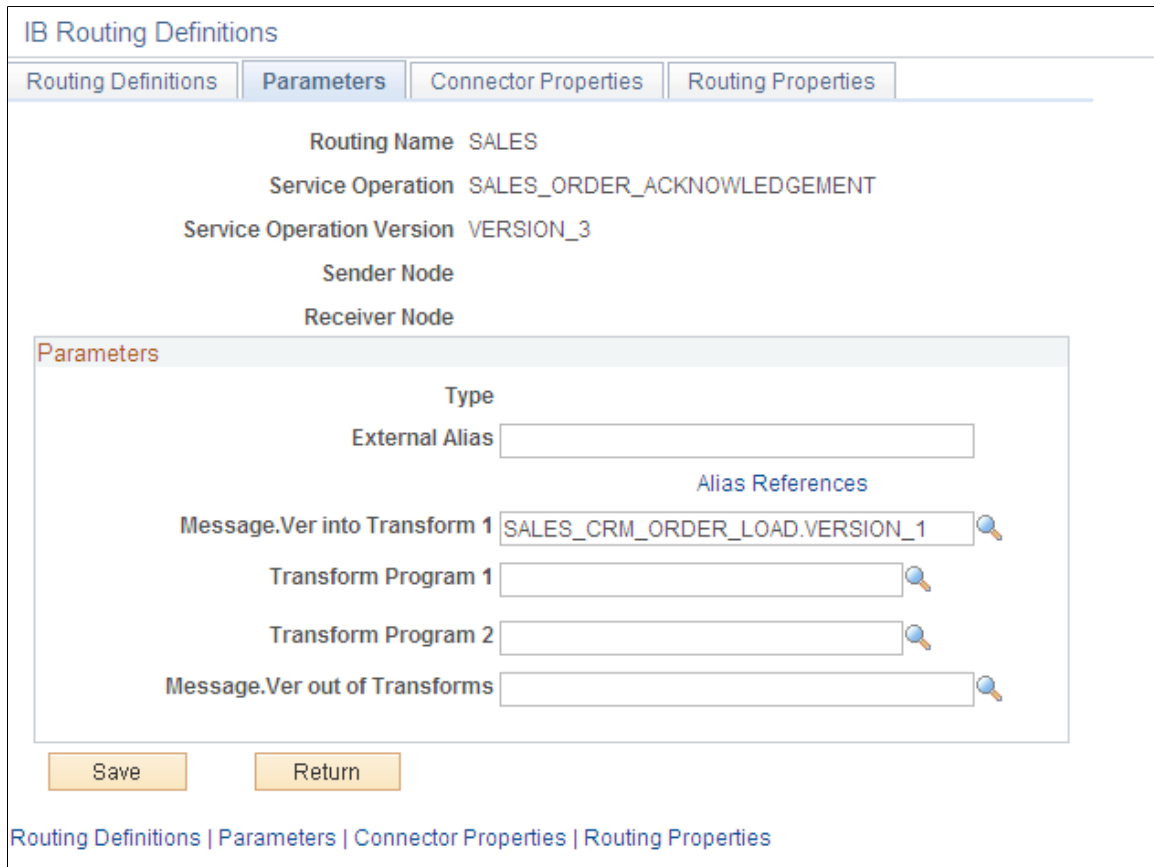 IB Routing Definitions
Routing Definitions Parameters Connector Properties Routing Properties
Routing Name SALES
Service Operation SALES_ORDER_ACKNOWLEDGEMENT
Service Operation Version VERSION_3
Sender Node
Receiver Node
Parameters
Type
External Alias
Alias References
Message.Ver into Transform 1 SALES_CRM_ORDER_LOAD.VERSION_1
Transform Program 1
Transform Program 2
Message.Ver out of Transforms
Save Return
Routing Definitions | Parameters | Connector Properties | Routing Properties